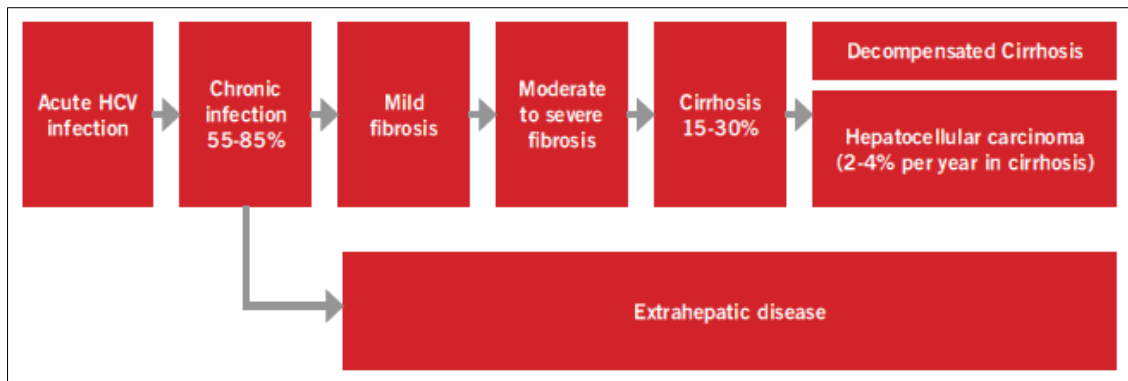 Acute HCV
infection
Chronic
infection
55-85%
Mild
fibrosis
Moderate
to severe
fibrosis
Cirrhosis
15-30%
Decompensated Cirrhosis
Hepatocellular carcinoma
(2-4% per year in cirrhosis)
Extrahepatic disease